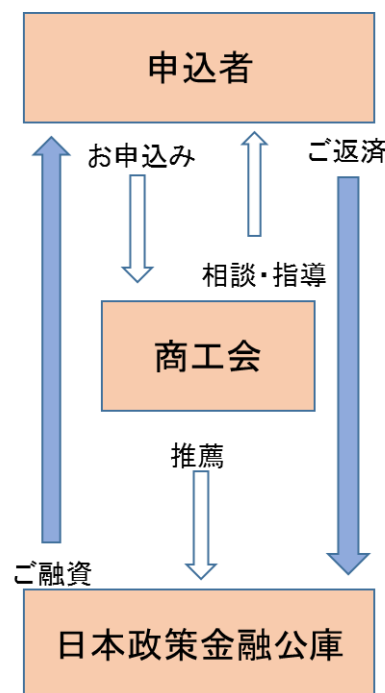 申込者
お申込み
ご返済
相談・指導
商工会
推薦
ご融資
日本政策金融公庫